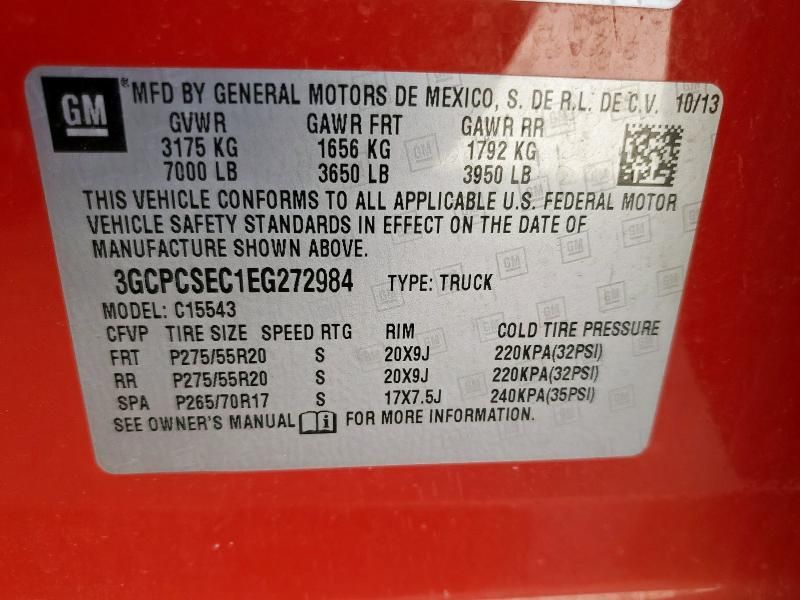 GM ® MFD BY GENERAL MOTORS DE MEXICO, S. DE R.L. DE C.V. 10/13
GVWR GAWR FRT GAWR RR
3175 KG 1656 KG 1792 KG
7000 LB 3650 LB 3950 LB
THIS VEHICLE CONFORMS TO ALL APPLICABLE U.S. FEDERAL MOTOR
VEHICLE SAFETY STANDARDS IN EFFECT ON THE DATE OF
MANUFACTURE SHOWN ABOVE.
3GCPCSEC1EG272984 TYPE: TRUCK
MODEL: C15543
CFVP TIRE SIZE SPEED RTG RIM COLD TIRE PRESSURE
FRT P275/55R20 S 20X9J 220KPA(32PSI)
RR P275/55R20 S 20X9J 220KPA(32PSI)
SPA P265/70R17 S 17X7.5J 240KPA(35PSI)
SEE OWNER'S MANUAL i FOR MORE INFORMATION.